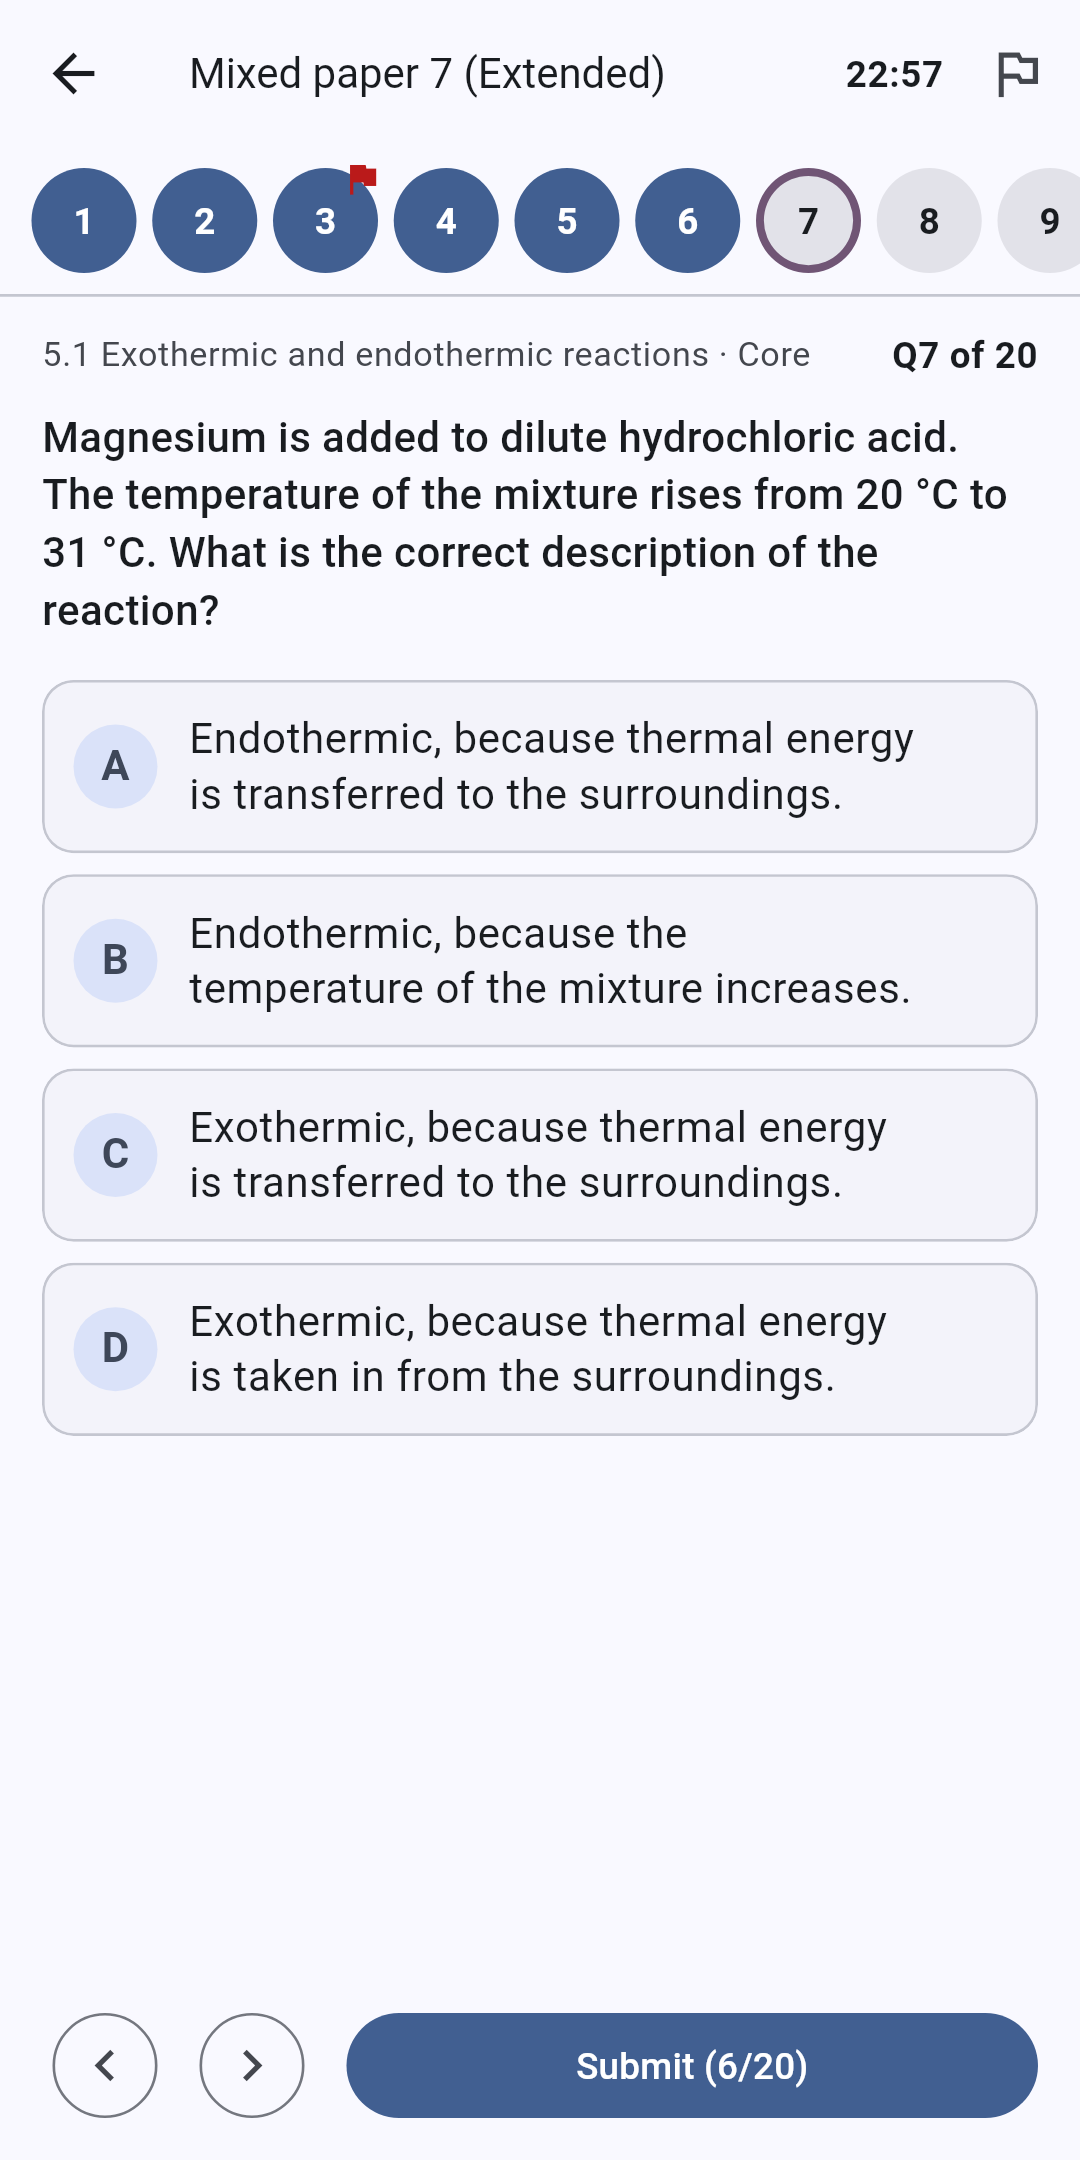 Mixed paper 7 (Extended)
22:57
1 2 3 4 5 6 7 8 9
5.1 Exothermic and endothermic reactions · Core
Q7 of 20
Magnesium is added to dilute hydrochloric acid.
The temperature of the mixture rises from 20 °C to
31 °C. What is the correct description of the
reaction?
A
Endothermic, because thermal energy
is transferred to the surroundings.
B
Endothermic, because the
temperature of the mixture increases.
C
Exothermic, because thermal energy
is transferred to the surroundings.
D
Exothermic, because thermal energy
is taken in from the surroundings.
Submit (6/20)